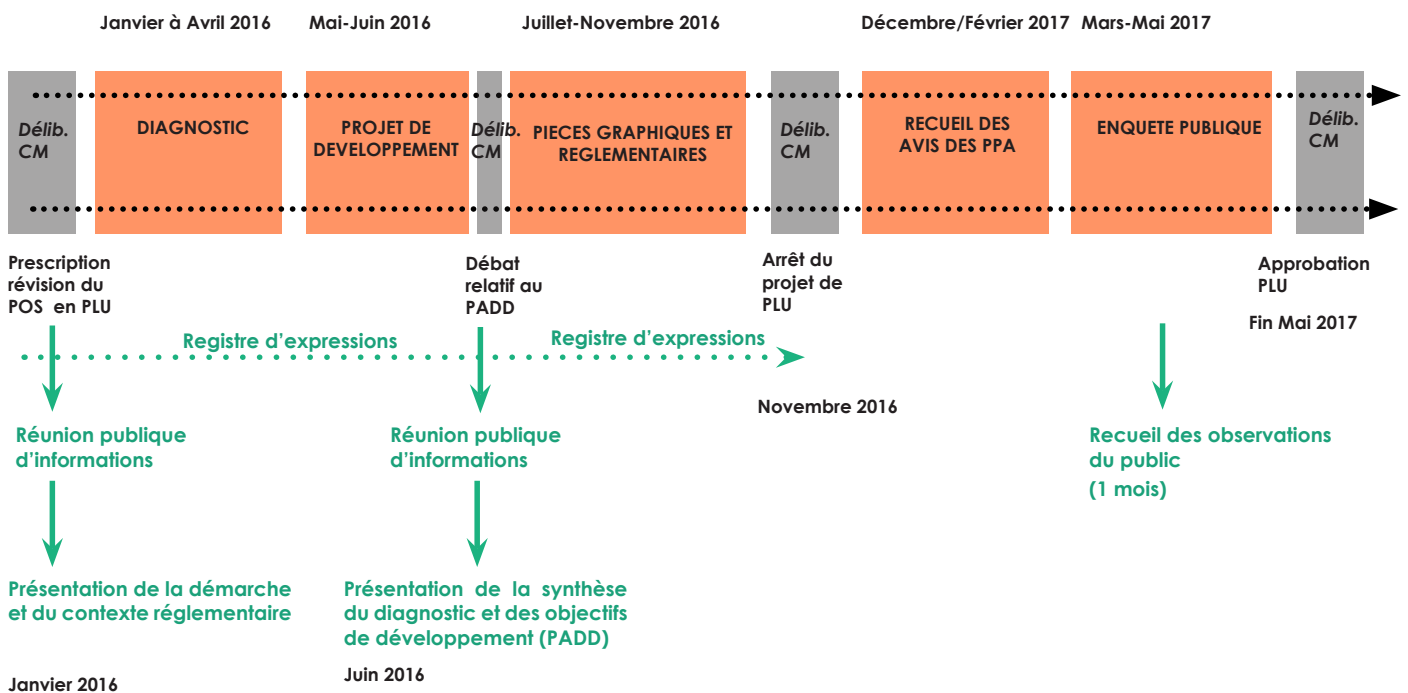 Janvier à Avril 2016
Mai-Juin 2016
Juillet-Novembre 2016
Décembre/Février 2017
Mars-Mai 2017
Délib.
CM
DIAGNOSTIC
PROJET DE
DEVELOPPEMENT
Délib.
CM
PIECES GRAPHIQUES ET
REGLEMENTAIRES
Délib.
CM
RECUEIL DES
AVIS DES PPA
ENQUETE PUBLIQUE
Délib.
CM
Prescription
révision du
POS en PLU
Débat
relatif au
PADD
Arrêt du
projet de
PLU
Approbation
PLU
Fin Mai 2017
Registre d'expressions
Registre d'expressions
Novembre 2016
Réunion publique
d'informations
Réunion publique
d'informations
Recueil des observations
du public
(1 mois)
Présentation de la démarche
et du contexte réglementaire
Présentation de la synthèse
du diagnostic et des objectifs
de développement (PADD)
Janvier 2016
Juin 2016